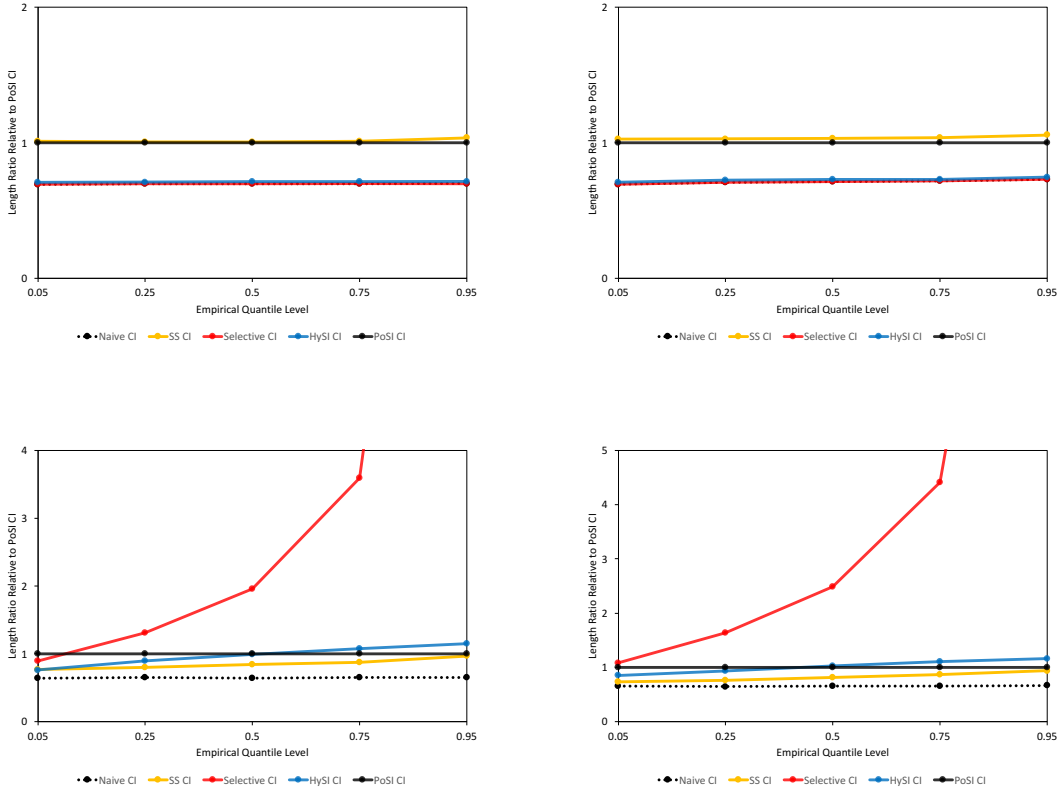 2
1
0
Length Ratio Relative to PoSI CI
0.05 0.25 0.5 0.75 0.95
Empirical Quantile Level
Naive CI SS CI Selective CI HySI CI PoSI CI
2
1
0
Length Ratio Relative to PoSI CI
0.05 0.25 0.5 0.75 0.95
Empirical Quantile Level
Naive CI SS CI Selective CI HySI CI PoSI CI
4
3
2
1
0
Length Ratio Relative to PoSI CI
0.05 0.25 0.5 0.75 0.95
Empirical Quantile Level
Naive CI SS CI Selective CI HySI CI PoSI CI
5
4
3
2
1
0
Length Ratio Relative to PoSI CI
0.05 0.25 0.5 0.75 0.95
Empirical Quantile Level
Naive CI SS CI Selective CI HySI CI PoSI CI